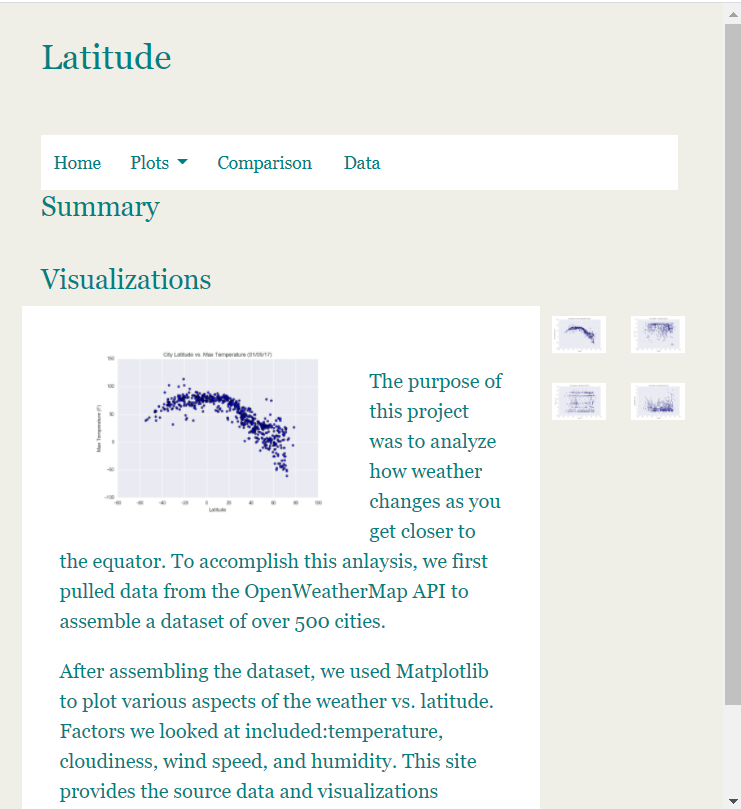 Latitude
Home Plots Comparison Data
Summary
Visualizations
City Latitude vs. Max Temperature (01/09/17)
Max Temperature (F)
150
100
50
0
-50
-100
-80 -60 -40 -20 0 20 40 60 80 100
Latitude
The purpose of
this project
was to analyze
how weather
changes as you
get closer to
the equator. To accomplish this anlaysis, we first
pulled data from the OpenWeatherMap API to
assemble a dataset of over 500 cities.
After assembling the dataset, we used Matplotlib
to plot various aspects of the weather vs. latitude.
Factors we looked at included:temperature,
cloudiness, wind speed, and humidity. This site
provides the source data and visualizations